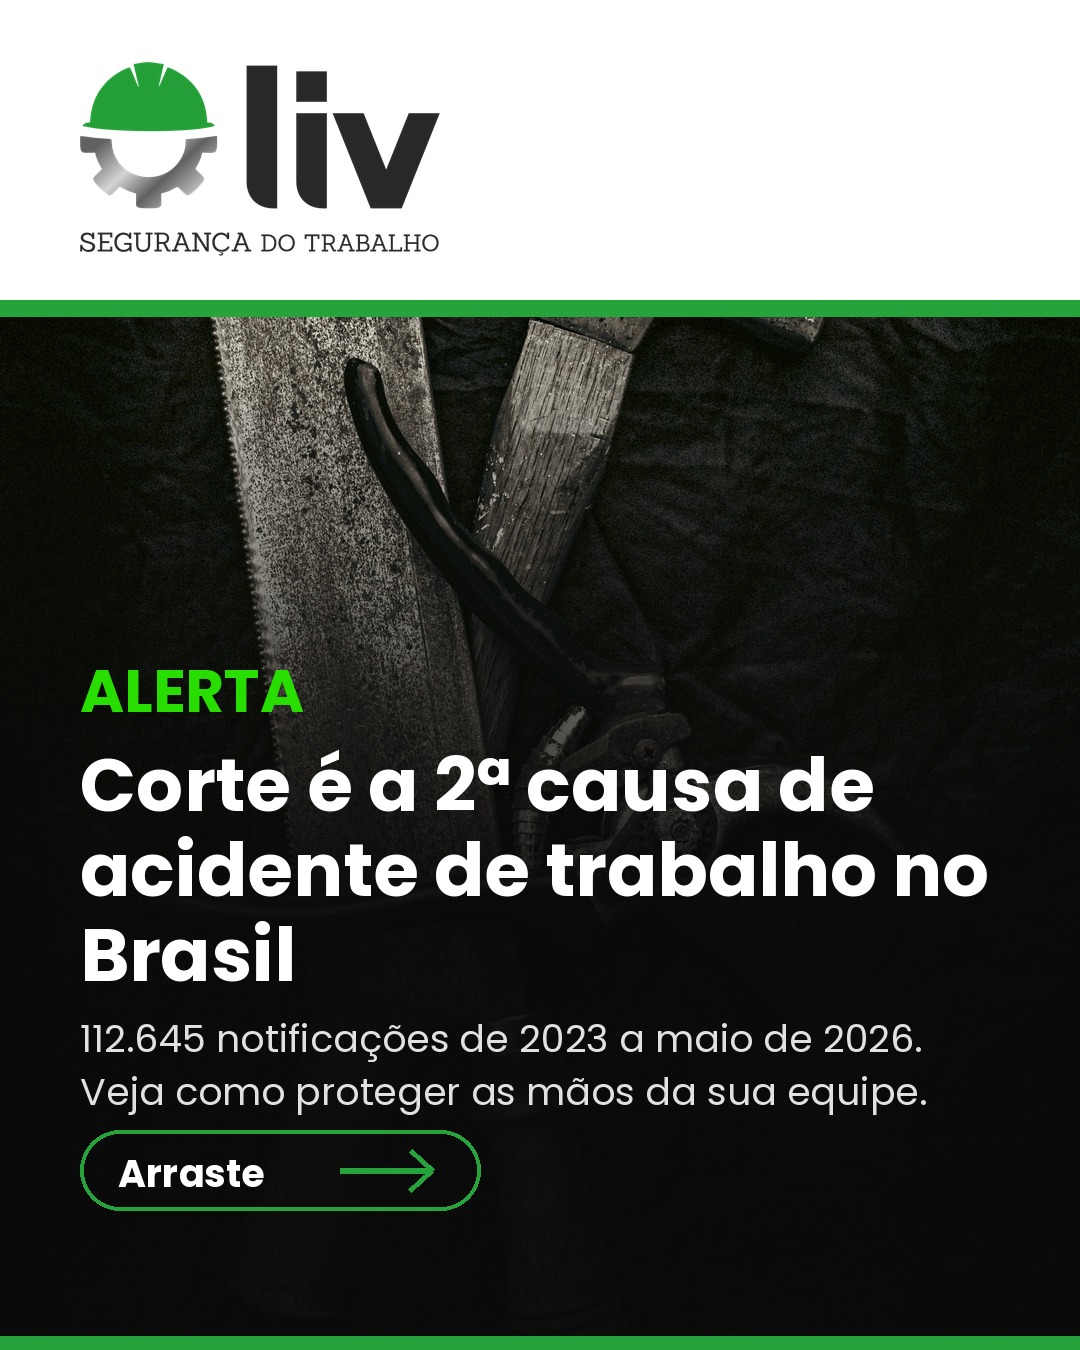 liv
SEGURANÇA DO TRABALHO
ALERTA
Corte é a 2ª causa de
acidente de trabalho no
Brasil
112.645 notificações de 2023 a maio de 2026.
Veja como proteger as mãos da sua equipe.
Arraste